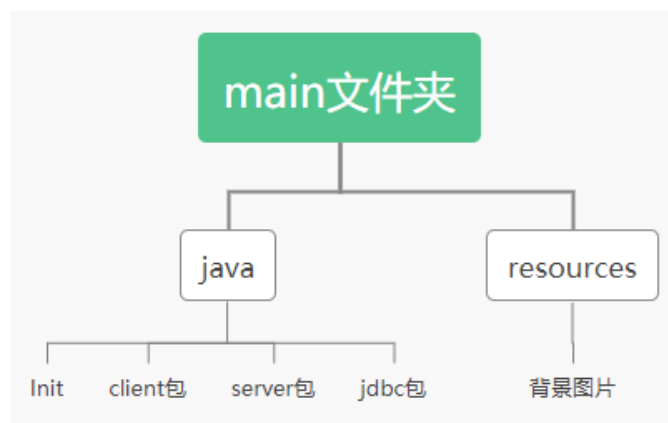 main文件夹
java
resources
Init
client包
server包
jdbc包
背景图片